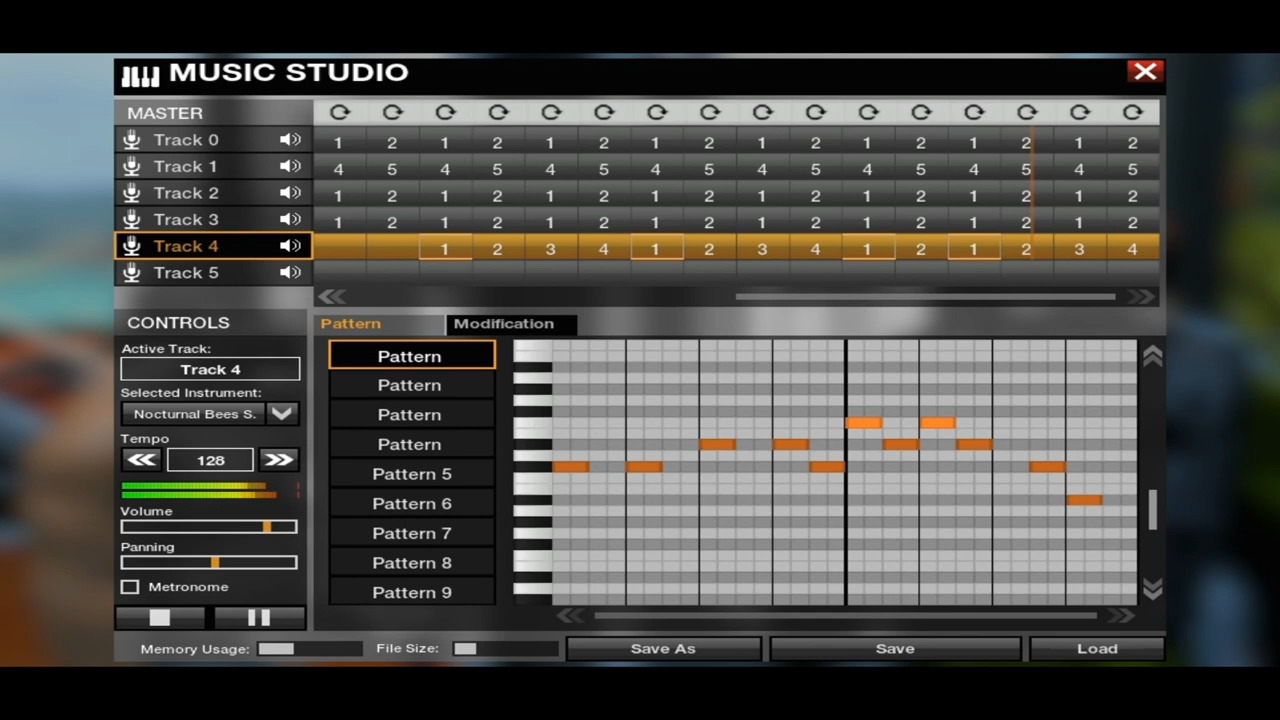 MUSIC STUDIO
MASTER
Track 0 1 2 1 2 1 2 1 2 1 2 1 2 1 2 1 2
Track 1 4 5 4 5 4 5 4 5 4 5 4 5 4 5 4 5
Track 2 1 2 1 2 1 2 1 2 1 2 1 2 1 2 1 2
Track 3 1 2 1 2 1 2 1 2 1 2 1 2 1 2 1 2
Track 4 1 2 3 4 1 2 3 4 1 2 1 2 3 4
Track 5
CONTROLS
Pattern Modification
Active Track:
Track 4
Selected Instrument:
Nocturnal Bees S.
Tempo
128
Volume
Panning
Metronome
Pattern
Pattern
Pattern
Pattern
Pattern 5
Pattern 6
Pattern 7
Pattern 8
Pattern 9
Memory Usage: File Size: Save As Save Load